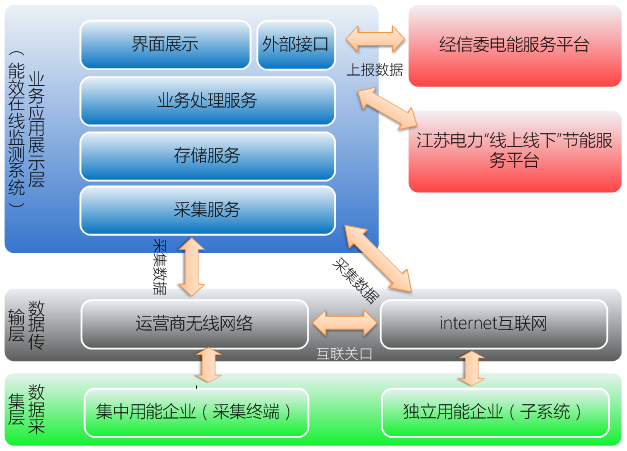 业务应用展示层
（能效在线监测系统）
界面展示
外部接口
业务处理服务
存储服务
采集服务
上报数据
经信委电能服务平台
江苏电力“线上线下”节能服
务平台
采集数据
采集数据
数据传
输层
运营商无线网络
internet互联网
互联关口
数据采
集层
集中用能企业（采集终端）
独立用能企业（子系统）